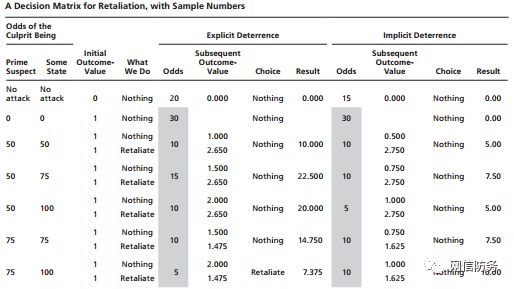 A Decision Matrix for Retaliation, with Sample Numbers
Odds of the Culprit Being Explicit Deterrence Implicit Deterrence
Prime Suspect Some State Initial Outcome-Value What We Do Odds Subsequent Outcome-Value Choice Result Odds Subsequent Outcome-Value Choice Result
No attack No attack 0 Nothing 20 0.000 Nothing 0.000 15 0.000 Nothing 0.00
0 0 1 Nothing 30 Nothing 30 Nothing
50 50 1 Nothing 10 1.000 Nothing 10.000 10 0.500 Nothing 5.00
1 Retaliate 2.650 2.750
50 75 1 Nothing 15 1.500 Nothing 22.500 10 0.750 Nothing 7.50
1 Retaliate 2.650 2.750
50 100 1 Nothing 10 2.000 Nothing 20.000 5 1.000 Nothing 5.00
1 Retaliate 2.650 2.750
75 75 1 Nothing 10 1.500 Nothing 14.750 10 0.750 Nothing 7.50
1 Retaliate 1.475 1.625
75 100 1 Nothing 5 2.000 Retaliate 7.375 10 1.000
1 Retaliate 1.475 1.625
网信防务